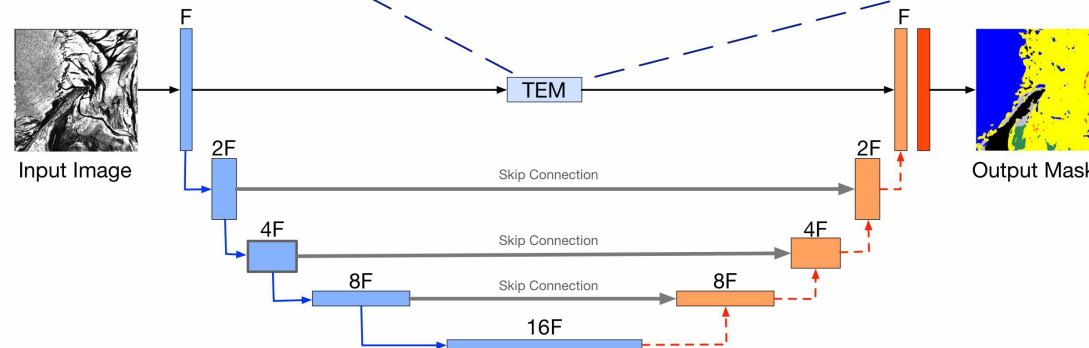 F
F
TEM
Input Image
Output Mask
2F
2F
Skip Connection
4F
4F
Skip Connection
8F
8F
Skip Connection
16F